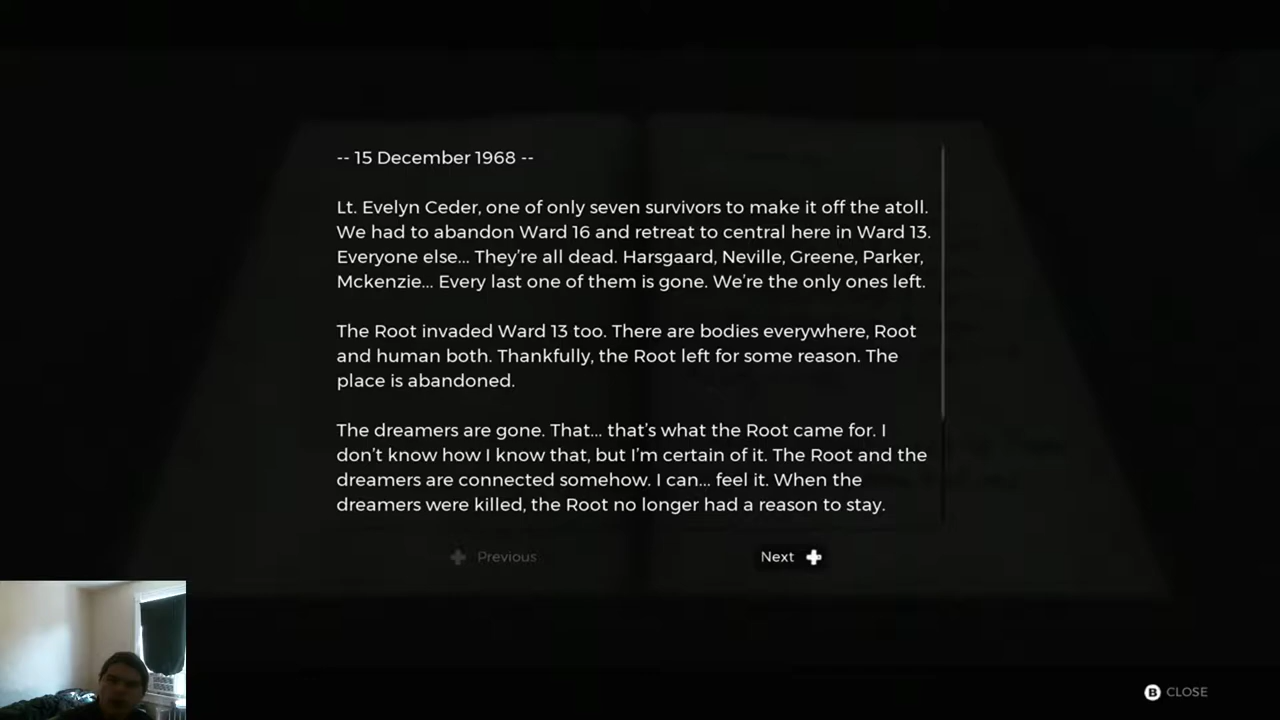 -- 15 December 1968 --
Lt. Evelyn Ceder, one of only seven survivors to make it off the atoll.
We had to abandon Ward 16 and retreat to central here in Ward 13.
Everyone else... They're all dead. Harsgaard, Neville, Greene, Parker,
Mckenzie... Every last one of them is gone. We're the only ones left.
The Root invaded Ward 13 too. There are bodies everywhere, Root
and human both. Thankfully, the Root left for some reason. The
place is abandoned.
The dreamers are gone. That... that's what the Root came for. I
don't know how I know that, but I'm certain of it. The Root and the
dreamers are connected somehow. I can... feel it. When the
dreamers were killed, the Root no longer had a reason to stay.
Previous
Next
B CLOSE